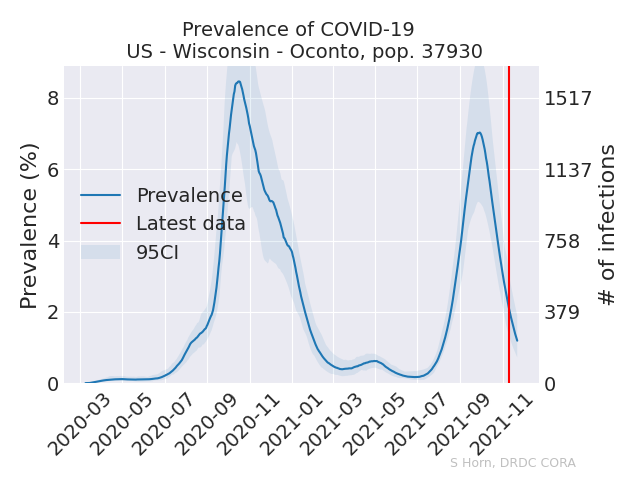 Prevalence of COVID-19
US - Wisconsin - Oconto, pop. 37930
Prevalence (%)
8
6
4
2
0
Prevalence
Latest data
95CI
1517
1137
758
379
0
# of infections
2020-03
2020-05
2020-07
2020-09
2020-11
2021-01
2021-03
2021-05
2021-07
2021-09
2021-11
S Horn, DRDC CORA